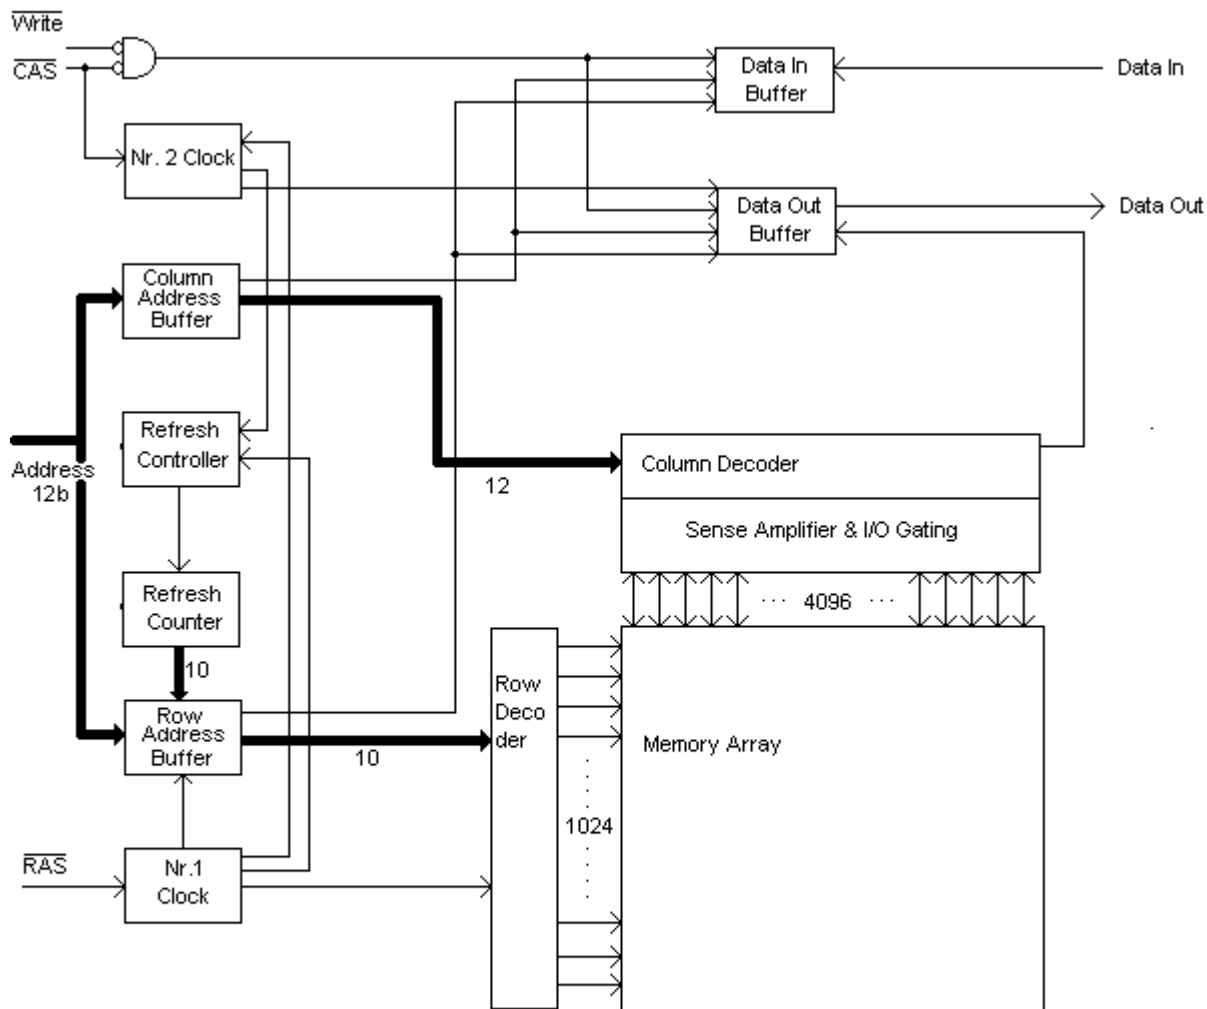 Write
CAS
Data In
Buffer
Data In
Nr. 2 Clock
Data Out
Buffer
Data Out
Column
Address
Buffer
Refresh
Controller
Address
12b
12
Column Decoder
Sense Amplifier & I/O Gating
··· 4096 ···
Refresh
Counter
10
Row
Address
Buffer
10
Row
Deco
der
Memory Array
1024
RAS
Nr.1
Clock